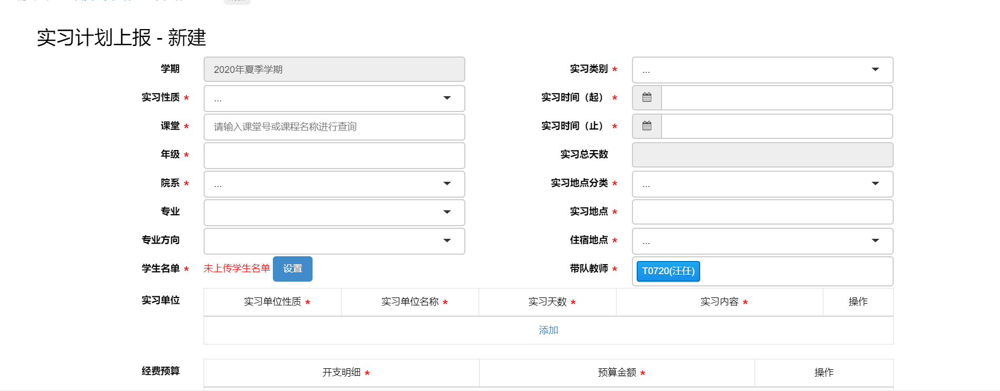 实习计划上报 - 新建
学期 2020年夏季学期 实习类别 * ...
实习性质 * ... 实习时间（起） *
课堂 * 请输入课堂号或课程名称进行查询 实习时间（止） *
年级 * 实习总天数
院系 * ... 实习地点分类 * ...
专业 实习地点 *
专业方向 住宿地点 * ...
学生名单 * 未上传学生名单 设置 带队教师 * T0720(汪任)
实习单位 实习单位性质 * 实习单位名称 * 实习天数 * 实习内容 * 操作
添加
经费预算 开支明细 * 预算金额 * 操作